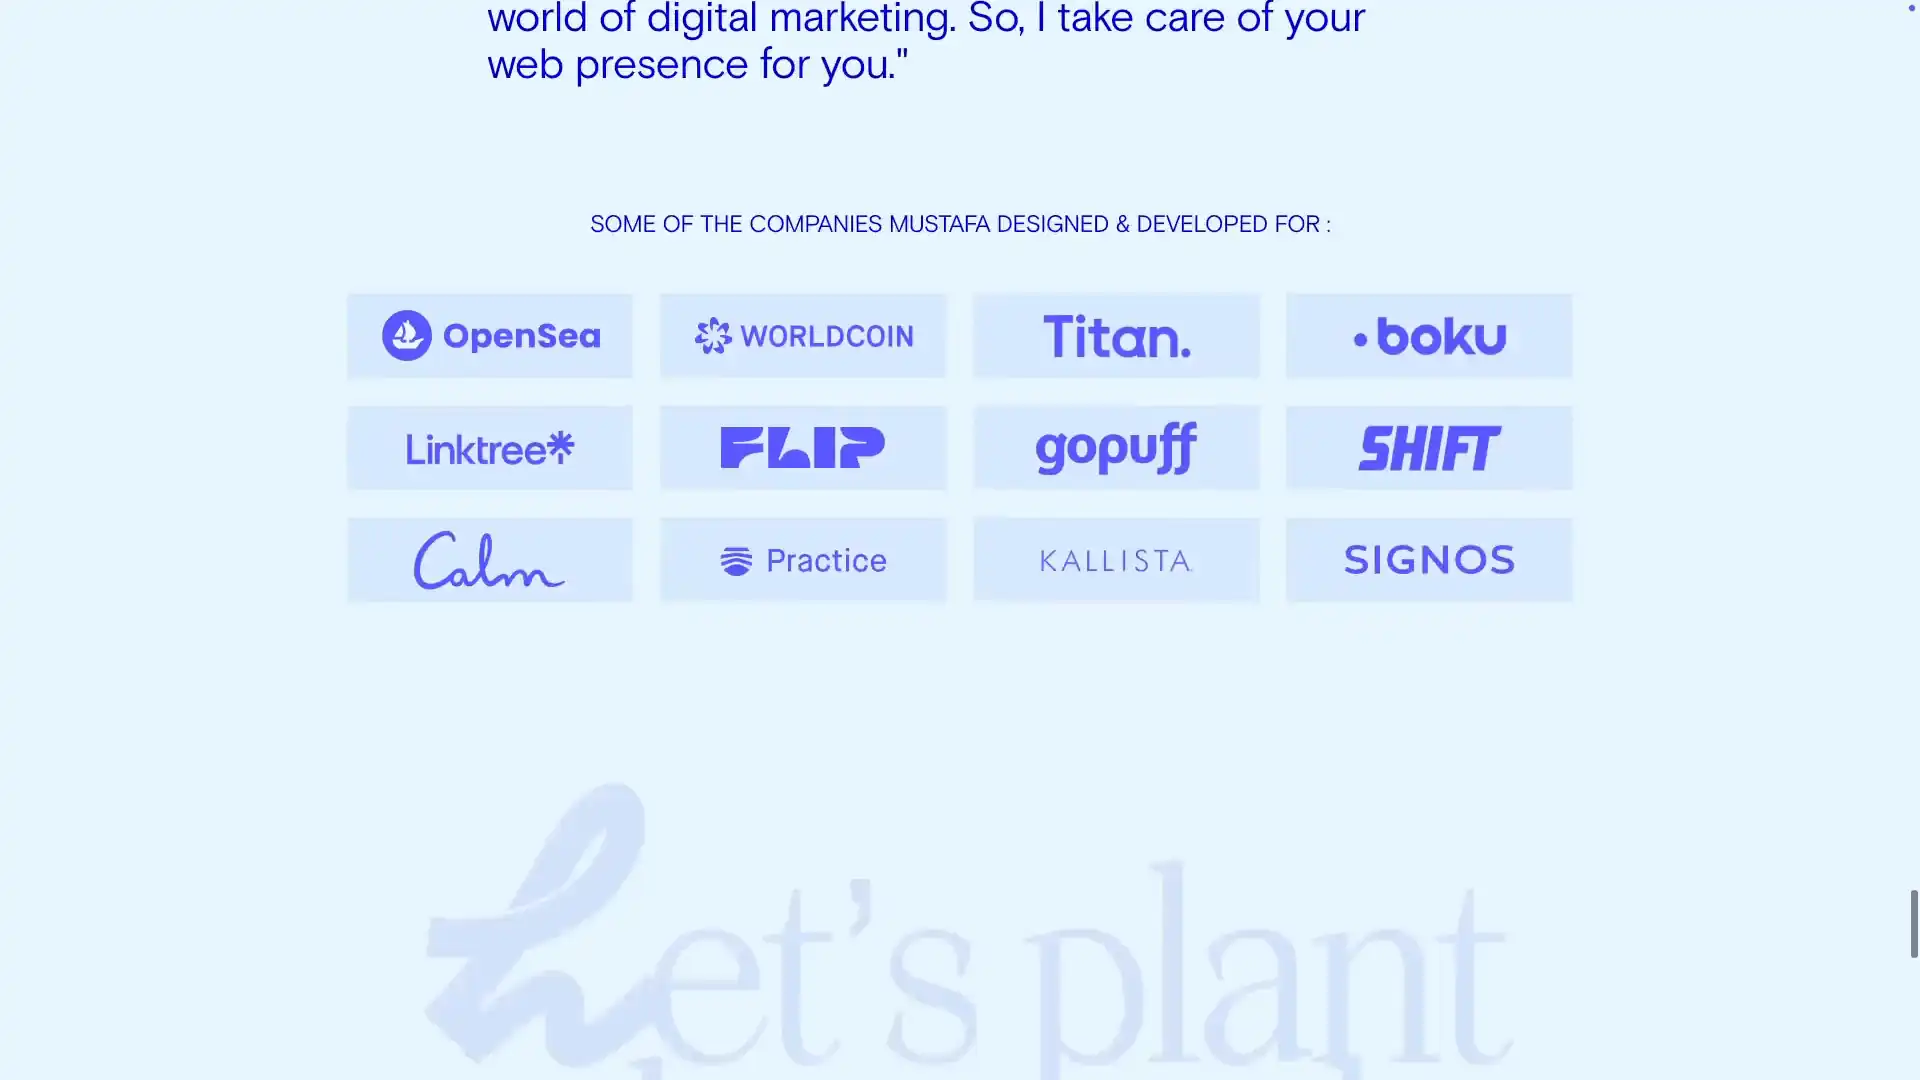 world of digital marketing. So, I take care of your
web presence for you."
SOME OF THE COMPANIES MUSTAFA DESIGNED & DEVELOPED FOR :
OpenSea
WORLDCOIN
Titan.
boku
Linktree
FLIP
gopuff
SHIFT
Calm
Practice
KALLISTA
SIGNOS
Let's plant